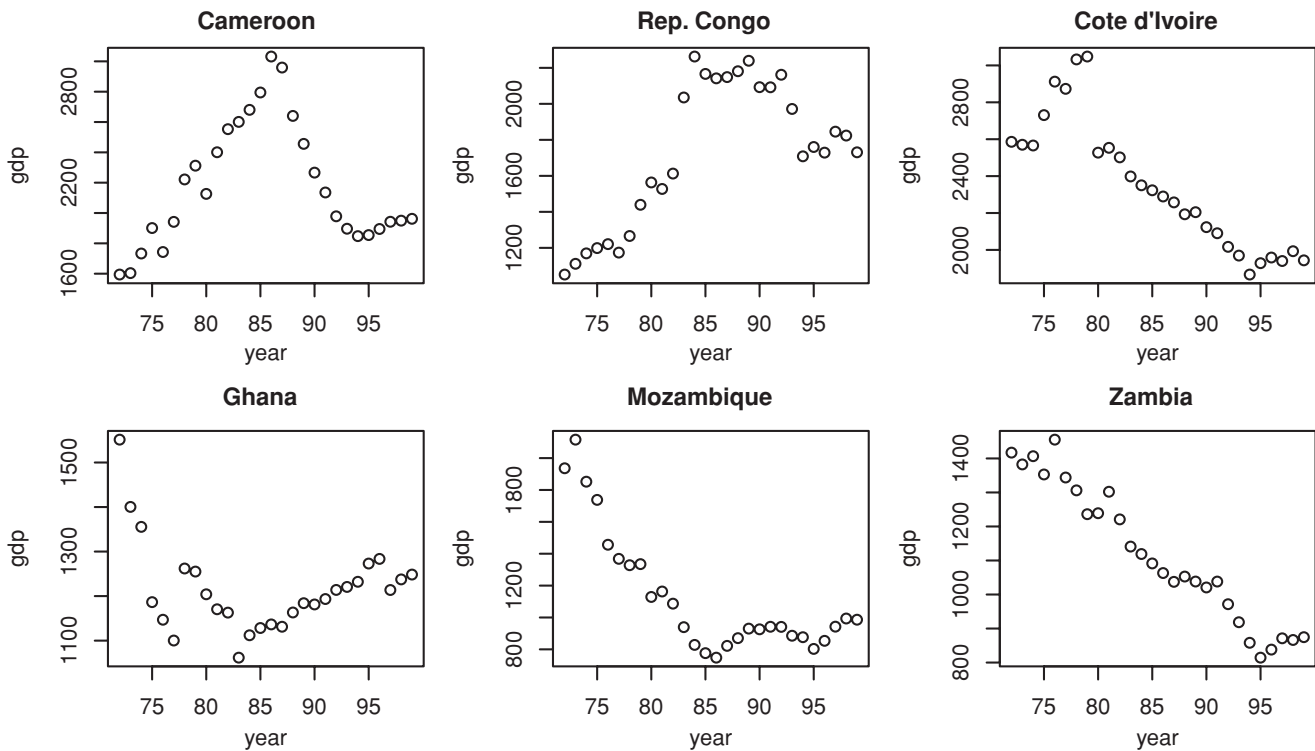 Cameroon
gdp
1600 2200 2800
75 80 85 90 95
year
Rep. Congo
gdp
1200 1600 2000
75 80 85 90 95
year
Cote d'Ivoire
gdp
2000 2400 2800
75 80 85 90 95
year
Ghana
gdp
1100 1300 1500
75 80 85 90 95
year
Mozambique
gdp
800 1200 1800
75 80 85 90 95
year
Zambia
gdp
800 1000 1200 1400
75 80 85 90 95
year